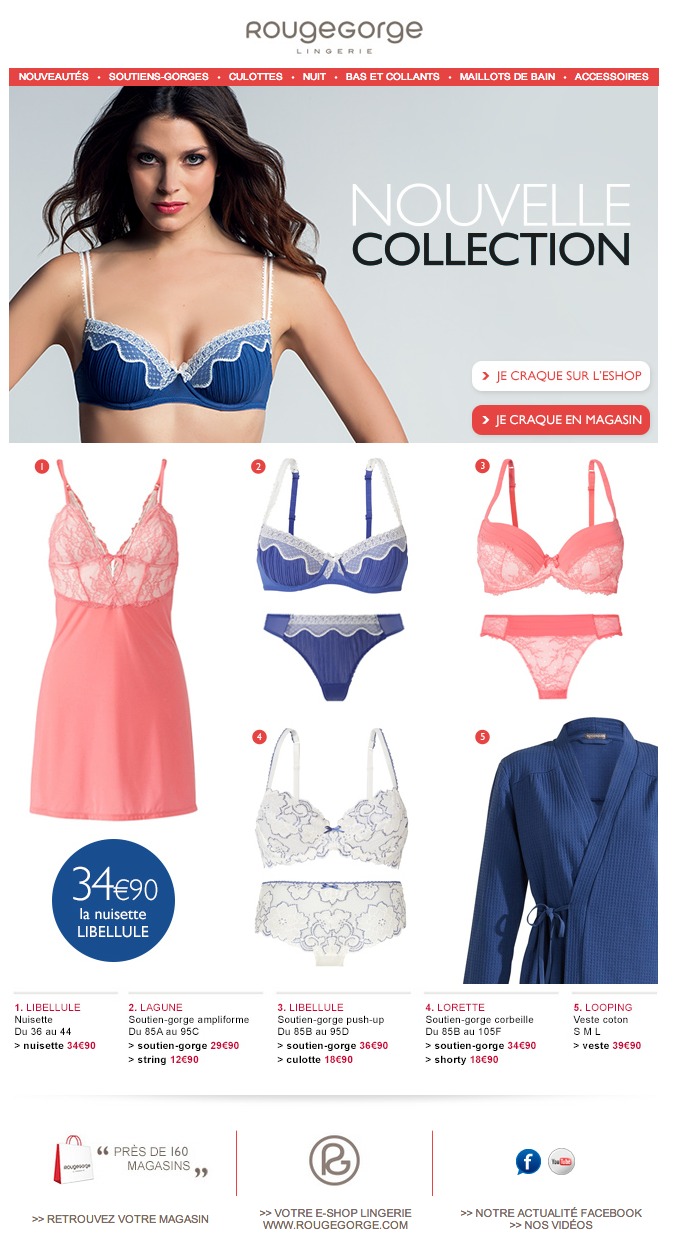 RougeGorge
LINGERIE
NOUVEAUTÉS • SOUTIENS-GORGES • CULOTTES • NUIT • BAS ET COLLANTS • MAILLOTS DE BAIN • ACCESSOIRES
NOUVELLE
COLLECTION
> JE CRAQUE SUR L'ESHOP
> JE CRAQUE EN MAGASIN
1
2
3
4
5
34€90
la nuisette
LIBELLULE
1. LIBELLULE
Nuisette
Du 36 au 44
> nuisette 34€90
2. LAGUNE
Soutien-gorge ampliforme
Du 85A au 95C
> soutien-gorge 29€90
> string 12€90
3. LIBELLULE
Soutien-gorge push-up
Du 85B au 95D
> soutien-gorge 36€90
> culotte 18€90
4. LORETTE
Soutien-gorge corbeille
Du 85B au 105F
> soutien-gorge 34€90
> shorty 18€90
5. LOOPING
Veste coton
S M L
> veste 39€90
RougeGorge
“ PRÈS DE 160
MAGASINS „
>> RETROUVEZ VOTRE MAGASIN
RG
>> VOTRE E-SHOP LINGERIE
WWW.ROUGEGORGE.COM
f
You Tube
>> NOTRE ACTUALITÉ FACEBOOK
>> NOS VIDÉOS